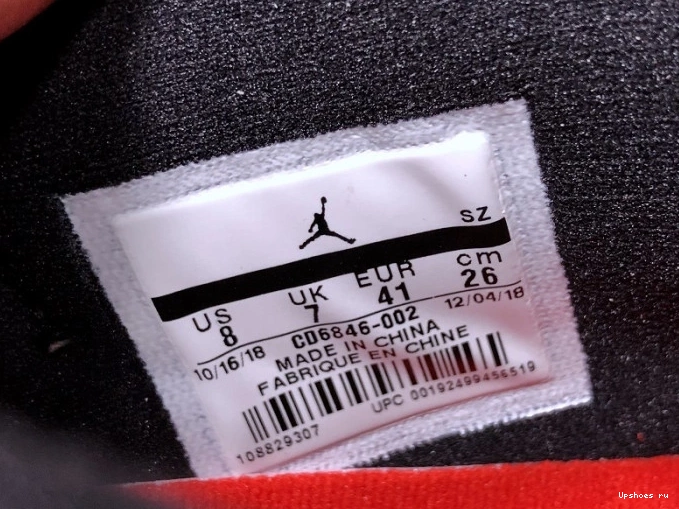 SZ
US UK EUR cm
8 7 41 26
10/16/18 CD6846-002 12/04/18
MADE IN CHINA
FABRIQUE EN CHINE
UPC 00192499456519
108829307
Upshoes ru